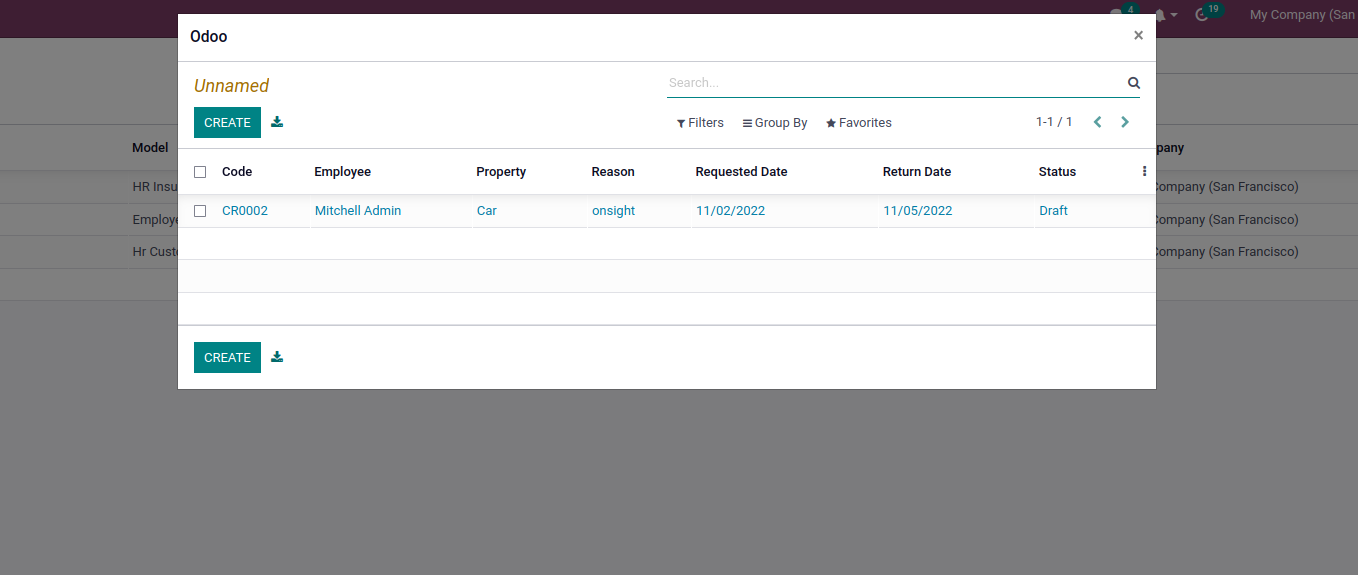 4 19 My Company (San
Odoo ×
Unnamed Search...
CREATE Filters Group By Favorites 1-1 / 1
Model pany
Code Employee Property Reason Requested Date Return Date Status
HR Insu Company (San Francisco)
CR0002 Mitchell Admin Car onsight 11/02/2022 11/05/2022 Draft
Employe Company (San Francisco)
Hr Custo Company (San Francisco)
CREATE